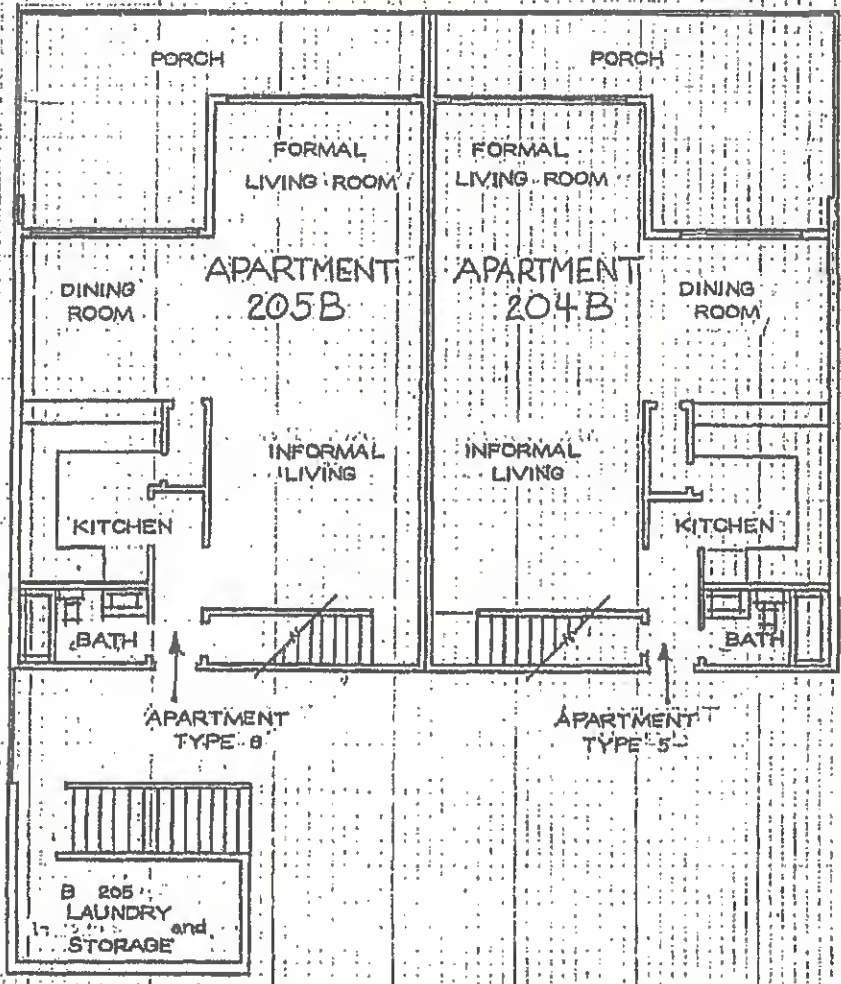 PORCH
PORCH
FORMAL
LIVING ROOM
FORMAL
LIVING ROOM
APARTMENT
205B
APARTMENT
204B
DINING
ROOM
DINING
ROOM
INFORMAL
LIVING
INFORMAL
LIVING
KITCHEN
KITCHEN
BATH
BATH
APARTMENT
TYPE 8
APARTMENT
TYPE 5
B 205
LAUNDRY
and
STORAGE